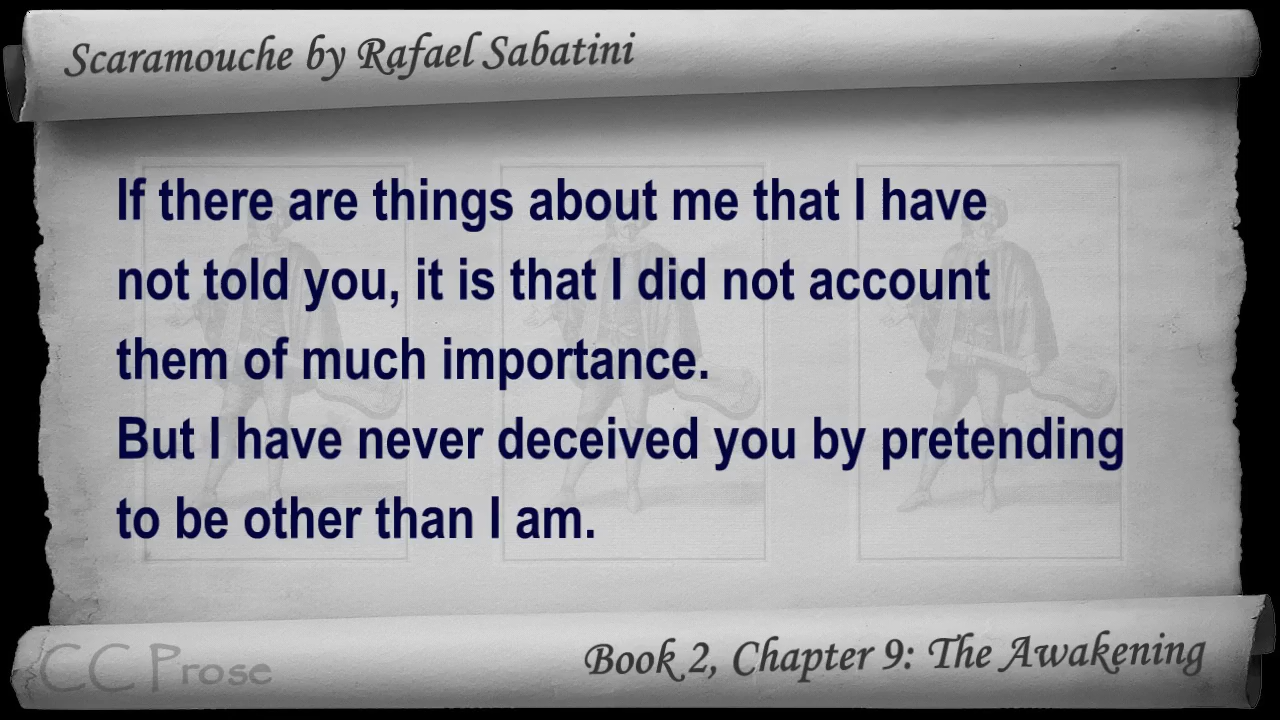 Scaramouche by Rafael Sabatini
If there are things about me that I have
not told you, it is that I did not account
them of much importance.
But I have never deceived you by pretending
to be other than I am.
CC Prose
Book 2, Chapter 9: The Awakening